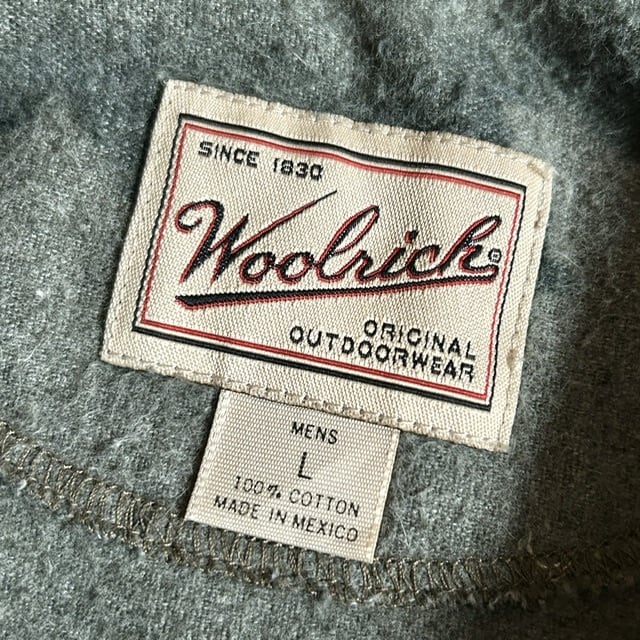 SINCE 1830
Woolrich®
ORIGINAL
OUTDOORWEAR
MENS
L
100% COTTON
MADE IN MEXICO